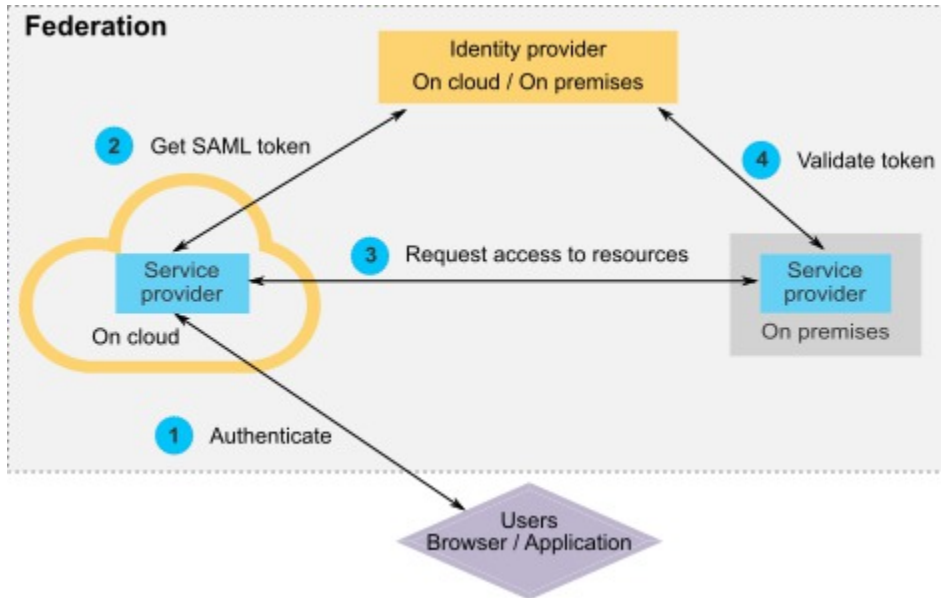 Federation
Identity provider
On cloud / On premises
2 Get SAML token
4 Validate token
3 Request access to resources
Service
provider
On cloud
Service
provider
On premises
1 Authenticate
Users
Browser / Application